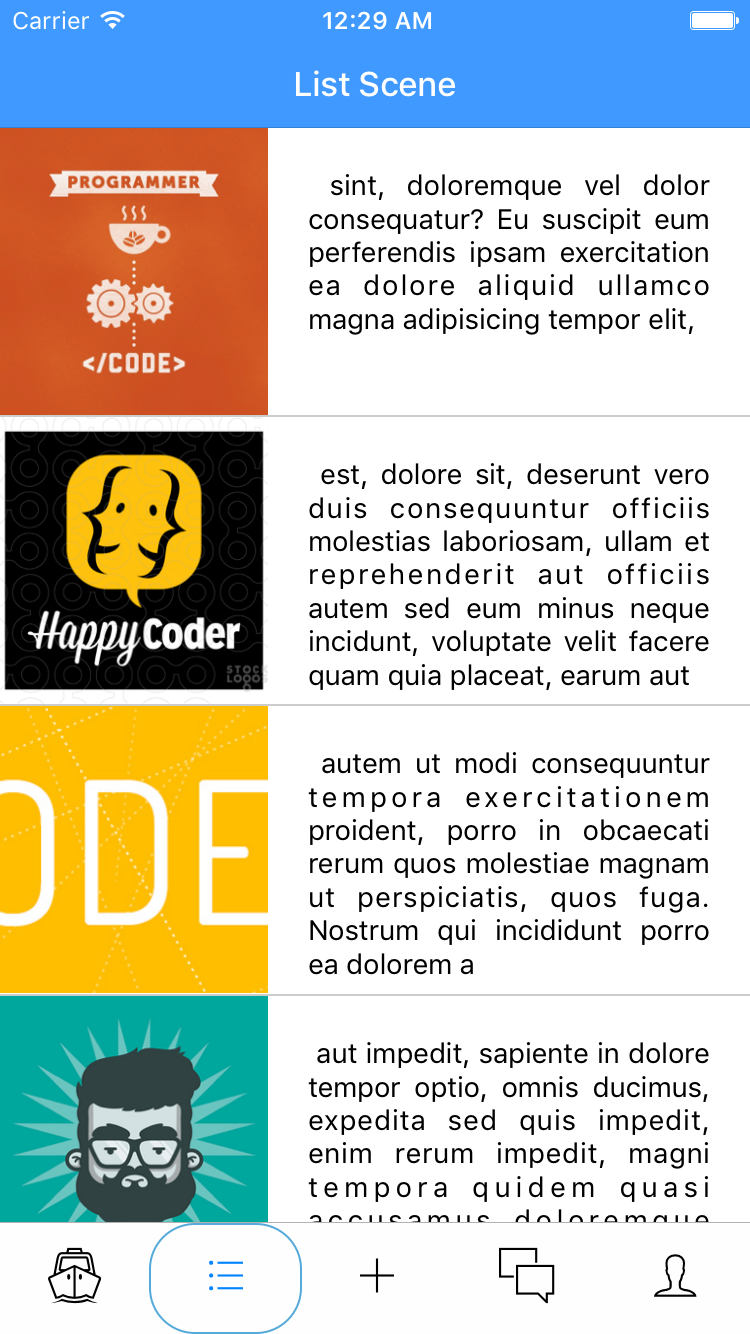 Carrier 12:29 AM
List Scene
PROGRAMMER
</CODE>
sint, doloremque vel dolor
consequatur? Eu suscipit eum
perferendis ipsam exercitation
ea dolore aliquid ullamco
magna adipisicing tempor elit,
Happy Coder
STOCK
LOGOS
est, dolore sit, deserunt vero
duis consequuntur officiis
molestias laboriosam, ullam et
reprehenderit aut officiis
autem sed eum minus neque
incidunt, voluptate velit facere
quam quia placeat, earum aut
ODE
autem ut modi consequuntur
tempora exercitationem
proident, porro in obcaecati
rerum quos molestiae magnam
ut perspiciatis, quos fuga.
Nostrum qui incididunt porro
ea dolorem a
aut impedit, sapiente in dolore
tempor optio, omnis ducimus,
expedita sed quis impedit,
enim rerum impedit, magni
tempora quidem quasi
accusamus doloremque